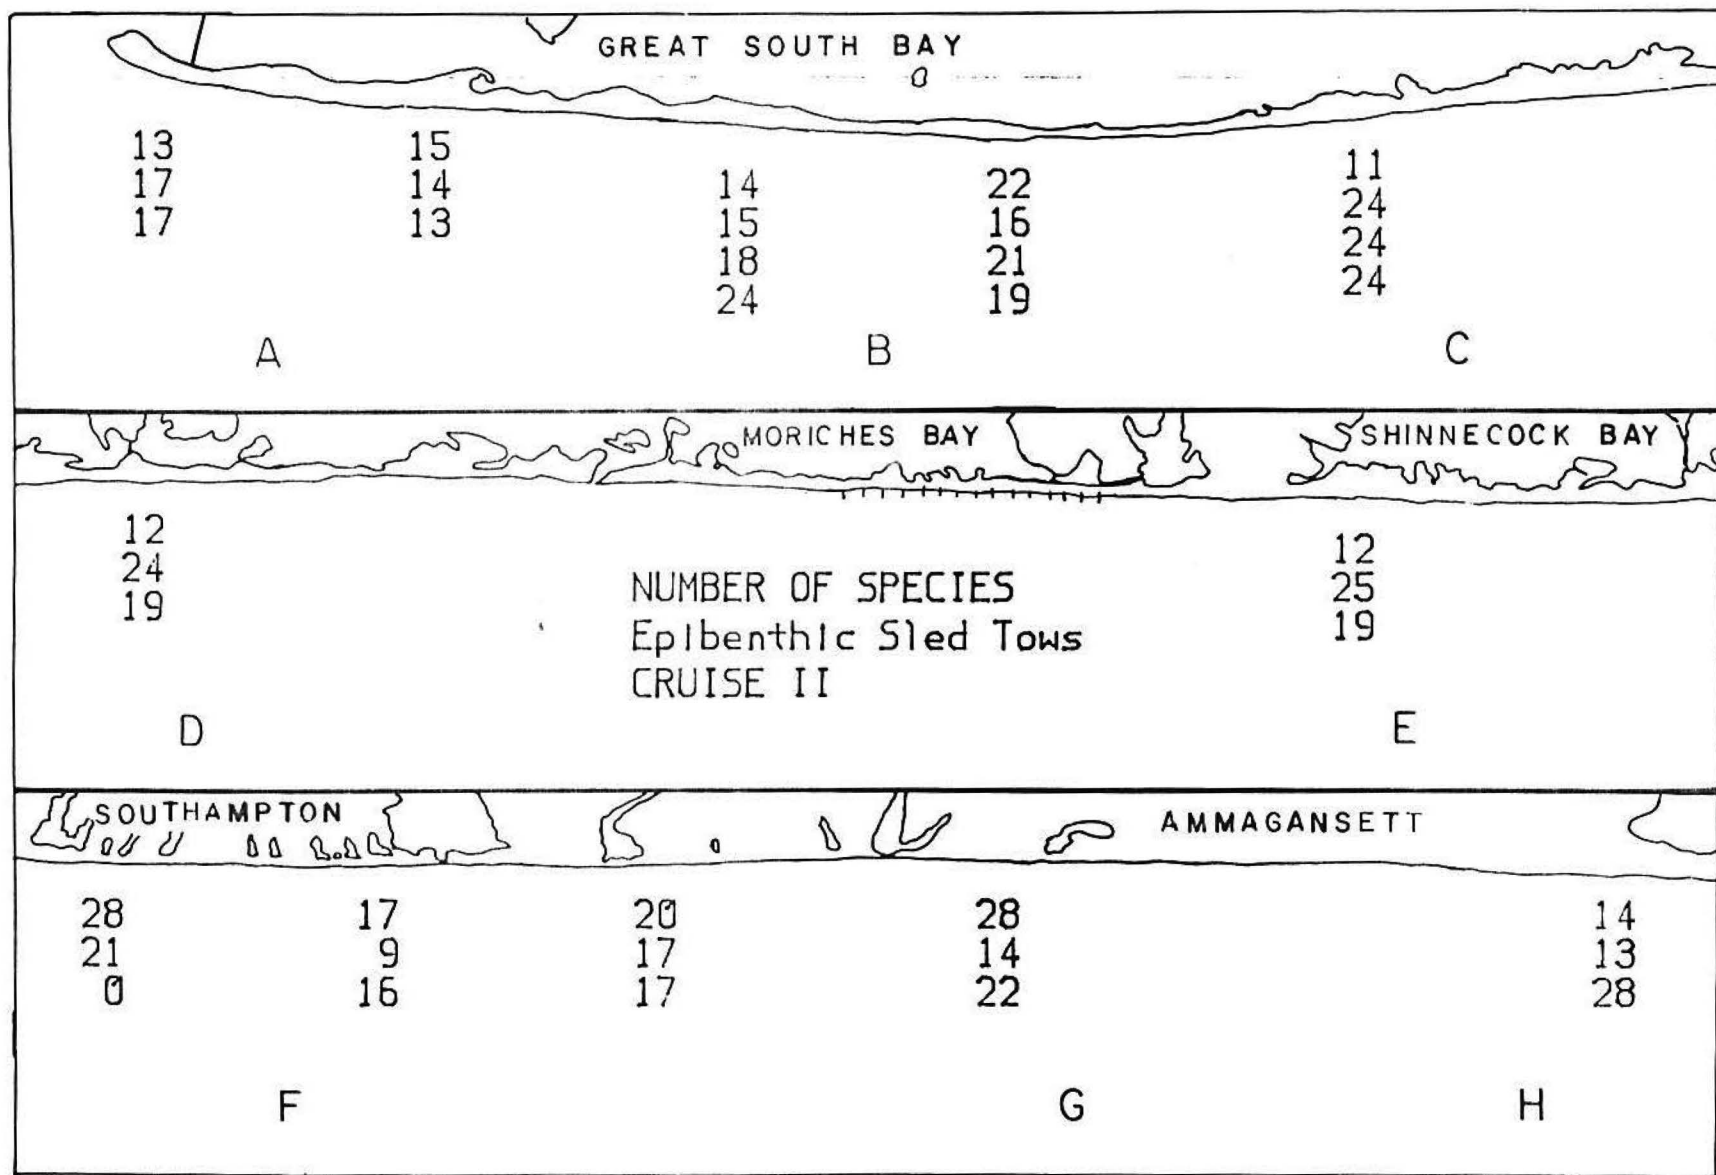 GREAT SOUTH BAY
13 15
17 14 14 22 11
17 13 15 16 24
18 21 24
24 19 24
A B C
MORICHES BAY SHINNECOCK BAY
12 12
24 25
19 19
NUMBER OF SPECIES
Epibenthic Sled Tows
CRUISE II
D E
SOUTHAMPTON AMMAGANSETT
28 17 20 28 14
21 9 17 14 13
0 16 17 22 28
F G H